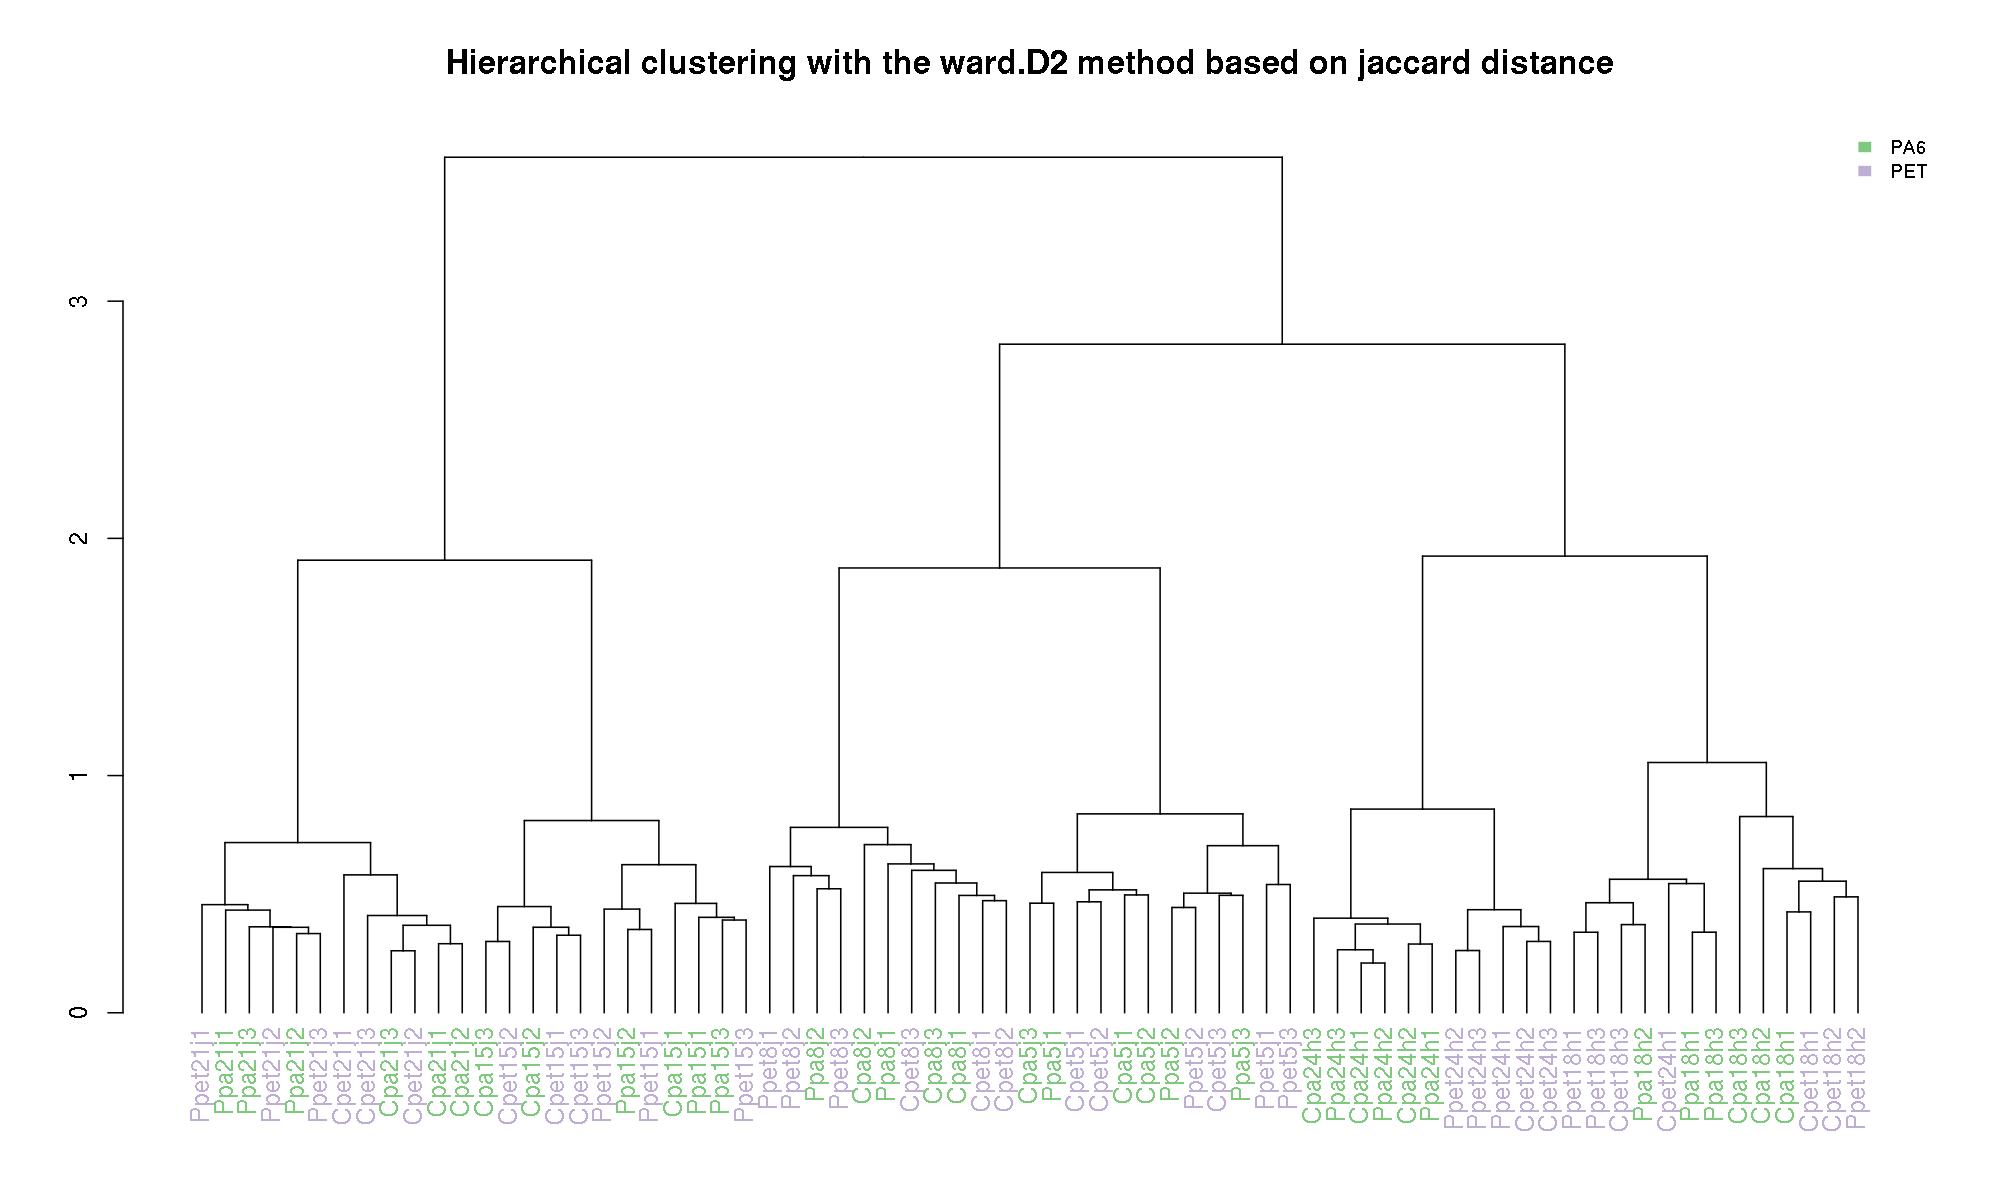 Hierarchical clustering with the ward.D2 method based on jaccard distance
PA6
PET
3
2
1
0
Ppet21j1
Ppa21j1
Ppa21j3
Ppet21j2
Ppa21j2
Ppet21j3
Cpet21j1
Cpet21j3
Cpa21j3
Cpet21j2
Cpa21j1
Cpa21j2
Cpa15j3
Cpet15j2
Cpa15j2
Cpet15j1
Cpet15j3
Ppet15j2
Ppa15j2
Ppet15j1
Cpa15j1
Ppa15j1
Ppa15j3
Ppet15j3
Ppet8j1
Ppet8j2
Ppa8j2
Ppet8j3
Cpa8j2
Ppa8j1
Cpet8j3
Cpa8j3
Cpa8j1
Cpet8j1
Cpet8j2
Cpa5j3
Ppa5j1
Cpet5j1
Cpet5j2
Cpa5j1
Cpa5j2
Ppa5j2
Ppet5j2
Cpet5j3
Ppa5j3
Ppet5j1
Ppet5j3
Cpa24h3
Ppa24h3
Cpa24h1
Ppa24h2
Cpa24h2
Ppa24h1
Ppet24h2
Ppet24h3
Ppet24h1
Cpet24h2
Cpet24h3
Ppet18h1
Ppet18h3
Cpet18h3
Ppa18h2
Cpet24h1
Ppa18h1
Ppa18h3
Cpa18h3
Cpa18h2
Cpa18h1
Cpet18h1
Cpet18h2
Ppet18h2